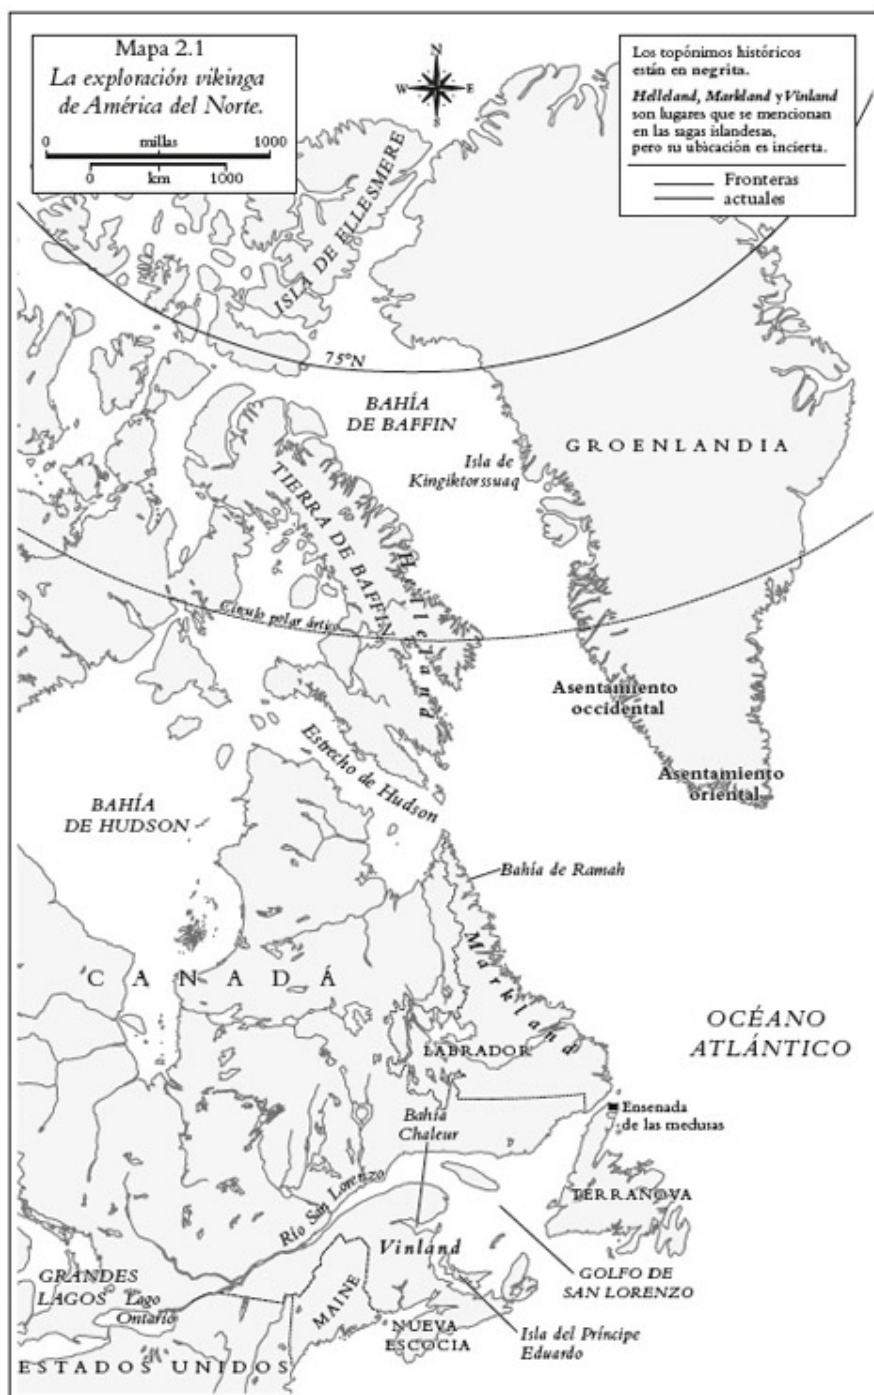 Mapa 2.1
La exploración vikinga
de América del Norte.
0 millas 1000
0 km 1000
N
W E
S
Los topónimos históricos
están en negrita.
Helleland, Markland y Vinland
son lugares que se mencionan
en las sagas islandesas,
pero su ubicación es incierta.
Fronteras
actuales
ISLA DE ELLESMERE
75°N
BAHÍA
DE BAFFIN
GROENLANDIA
Isla de
Kingiktorssuaq
TIERRA DE BAFFIN
Helleland
Círculo polar ártico
Asentamiento
occidental
Estrecho de Hudson
Asentamiento
oriental
BAHÍA
DE HUDSON
Bahía de Ramah
Markland
CANADÁ
OCÉANO
ATLÁNTICO
LABRADOR
Ensenada
de las medusas
Bahía
Chaleur
Río San Lorenzo
TERRANOVA
Vinland
GRANDES
LAGOS
Lago
Ontario
MAINE
GOLFO DE
SAN LORENZO
NUEVA
ESCOCIA
Isla del Príncipe
Eduardo
ESTADOS UNIDOS